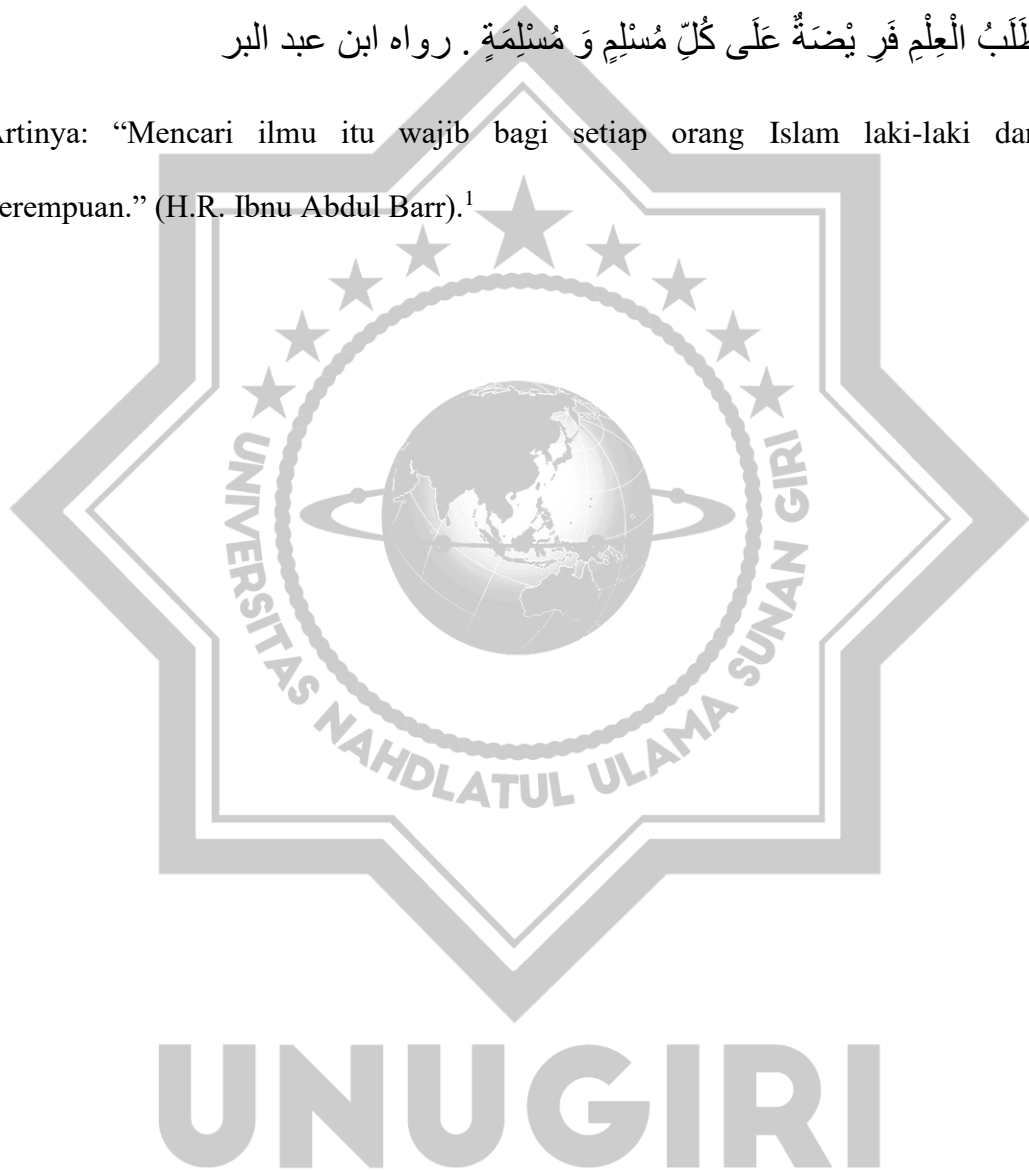 طَلَبُ الْعِلْمِ فَرِ يْضَةٌ عَلَى كُلِّ مُسْلِمٍ وَ مُسْلِمَةٍ . رواه ابن عبد البر
Artinya: “Mencari ilmu itu wajib bagi setiap orang Islam laki-laki dan
erempuan.” (H.R. Ibnu Abdul Barr).1
UNIVERSITAS NAHDLATUL ULAMA SUNAN GIRI
UNUGIRI